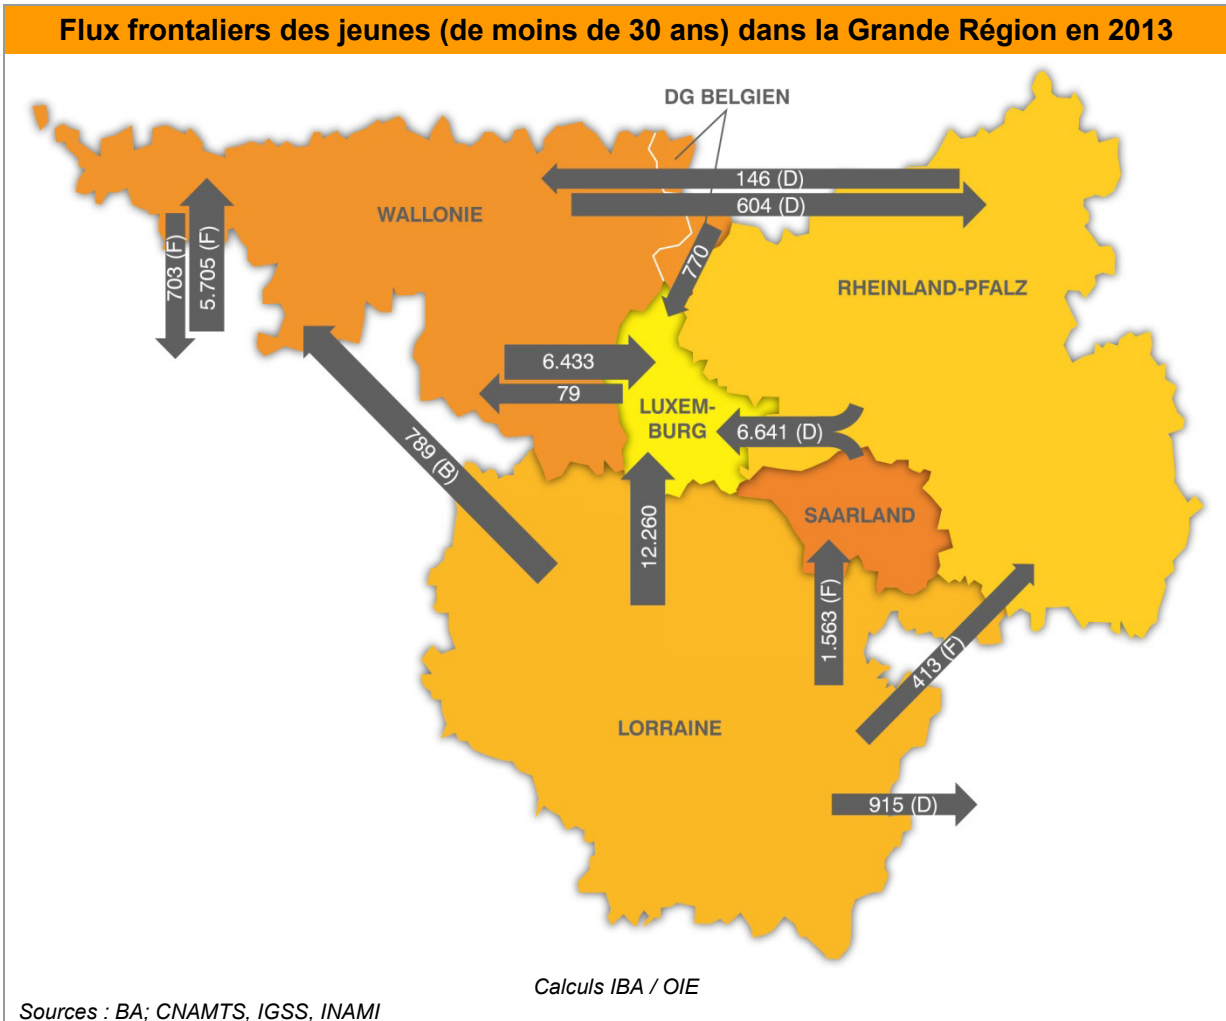 Flux frontaliers des jeunes (de moins de 30 ans) dans la Grande Région en 2013
DG BELGIEN
146 (D)
604 (D)
WALLONIE
703 (F)
5.705 (F)
770
RHEINLAND-PFALZ
6.433
79
LUXEM-
BURG
6.641 (D)
789 (B)
12.260
SAARLAND
1.563 (F)
413 (F)
LORRAINE
915 (D)
Calculs IBA / OIE
Sources : BA; CNAMTS, IGSS, INAMI